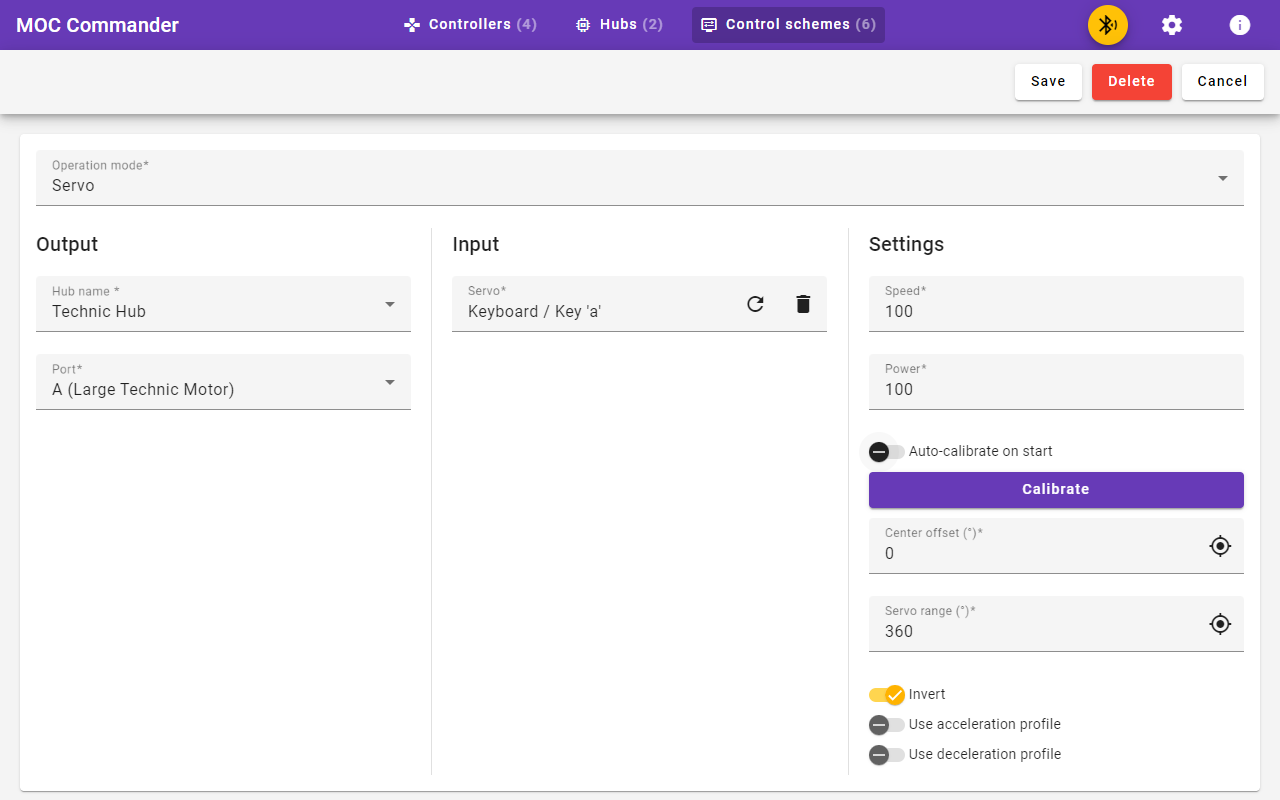 MOC Commander
Controllers (4)
Hubs (2)
Control schemes (6)
Save
Delete
Cancel
Operation mode*
Servo
Output
Hub name *
Technic Hub
Port*
A (Large Technic Motor)
Input
Servo*
Keyboard / Key 'a'
Settings
Speed*
100
Power*
100
Auto-calibrate on start
Calibrate
Center offset (°)*
0
Servo range (°)*
360
Invert
Use acceleration profile
Use deceleration profile